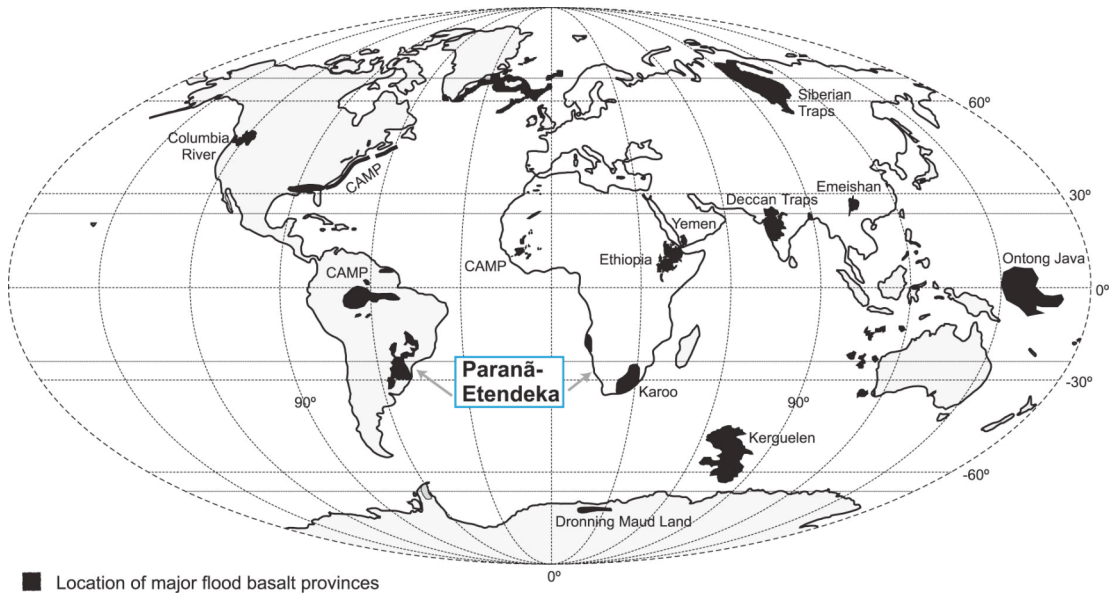 Siberian
Traps
60º
Columbia
River
CAMP
Emeishan
30º
Deccan Traps
Yemen
CAMP
Ethiopia
Ontong Java
CAMP
0º
Paranã-
Etendeka
Karoo
-30º
90º
90º
Kerguelen
-60º
Dronning Maud Land
0º
Location of major flood basalt provinces